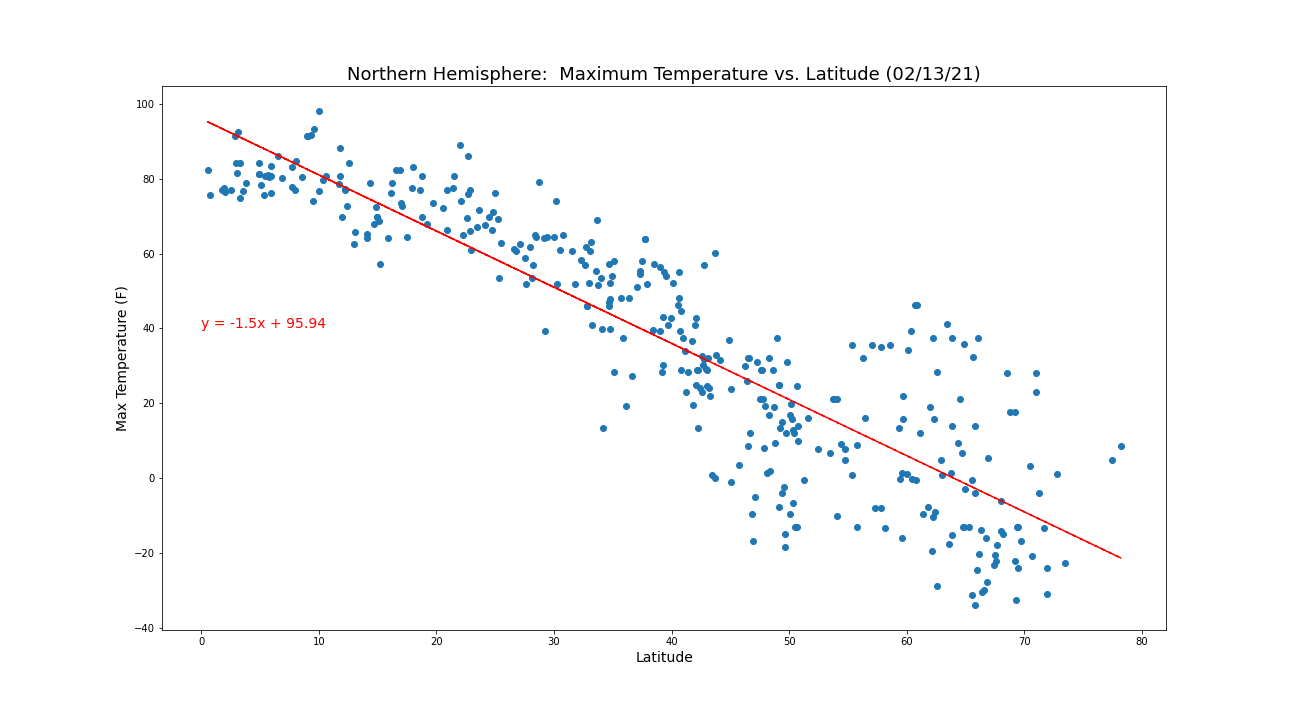 Northern Hemisphere:  Maximum Temperature vs. Latitude (02/13/21)
100
80
60
40
20
0
−20
−40
Max Temperature (F)
y = -1.5x + 95.94
0 10 20 30 40 50 60 70 80
Latitude